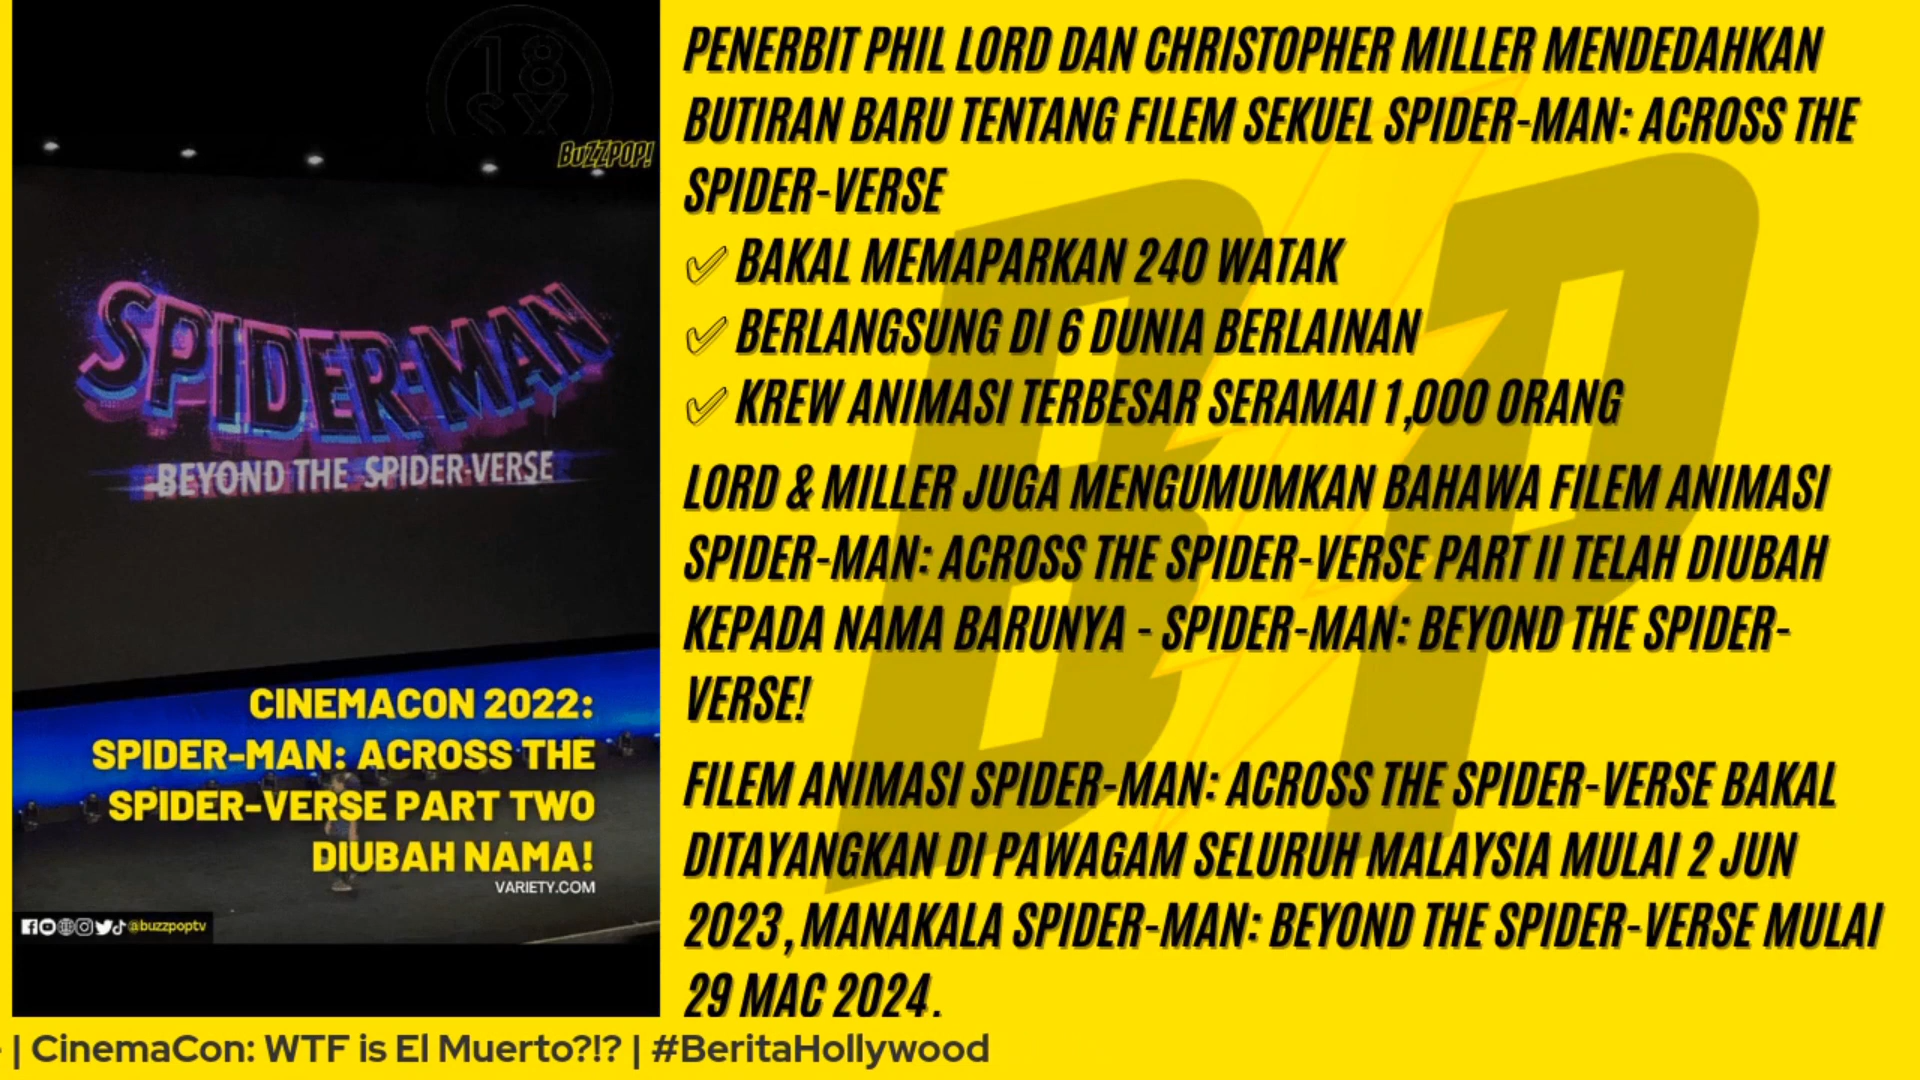 18
SX
BUZZPOP!
SPIDER-MAN
BEYOND THE SPIDER-VERSE
CINEMACON 2022:
SPIDER-MAN: ACROSS THE
SPIDER-VERSE PART TWO
DIUBAH NAMA!
VARIETY.COM
@buzzpoptv
PENERBIT PHIL LORD DAN CHRISTOPHER MILLER MENDEDAHKAN
BUTIRAN BARU TENTANG FILEM SEKUEL SPIDER-MAN: ACROSS THE
SPIDER-VERSE
✓ BAKAL MEMAPARKAN 240 WATAK
✓ BERLANGSUNG DI 6 DUNIA BERLAINAN
✓ KREW ANIMASI TERBESAR SERAMAI 1,000 ORANG
LORD & MILLER JUGA MENGUMUMKAN BAHAWA FILEM ANIMASI
SPIDER-MAN: ACROSS THE SPIDER-VERSE PART II TELAH DIUBAH
KEPADA NAMA BARUNYA - SPIDER-MAN: BEYOND THE SPIDER-
VERSE!
FILEM ANIMASI SPIDER-MAN: ACROSS THE SPIDER-VERSE BAKAL
DITAYANGKAN DI PAWAGAM SELURUH MALAYSIA MULAI 2 JUN
2023, MANAKALA SPIDER-MAN: BEYOND THE SPIDER-VERSE MULAI
29 MAC 2024.
BP
| CinemaCon: WTF is El Muerto?!? | #BeritaHollywood